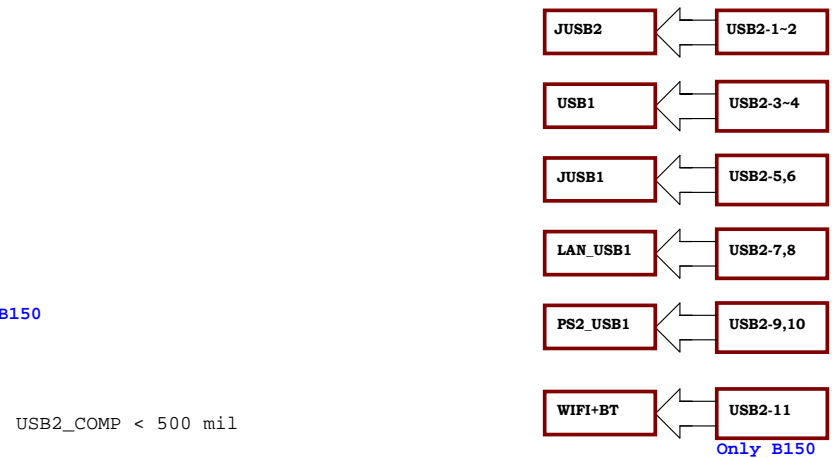 JUSB2 USB2-1~2
USB1 USB2-3~4
JUSB1 USB2-5,6
LAN_USB1 USB2-7,8
B150
PS2_USB1 USB2-9,10
WIFI+BT USB2-11
USB2_COMP < 500 mil
Only B150